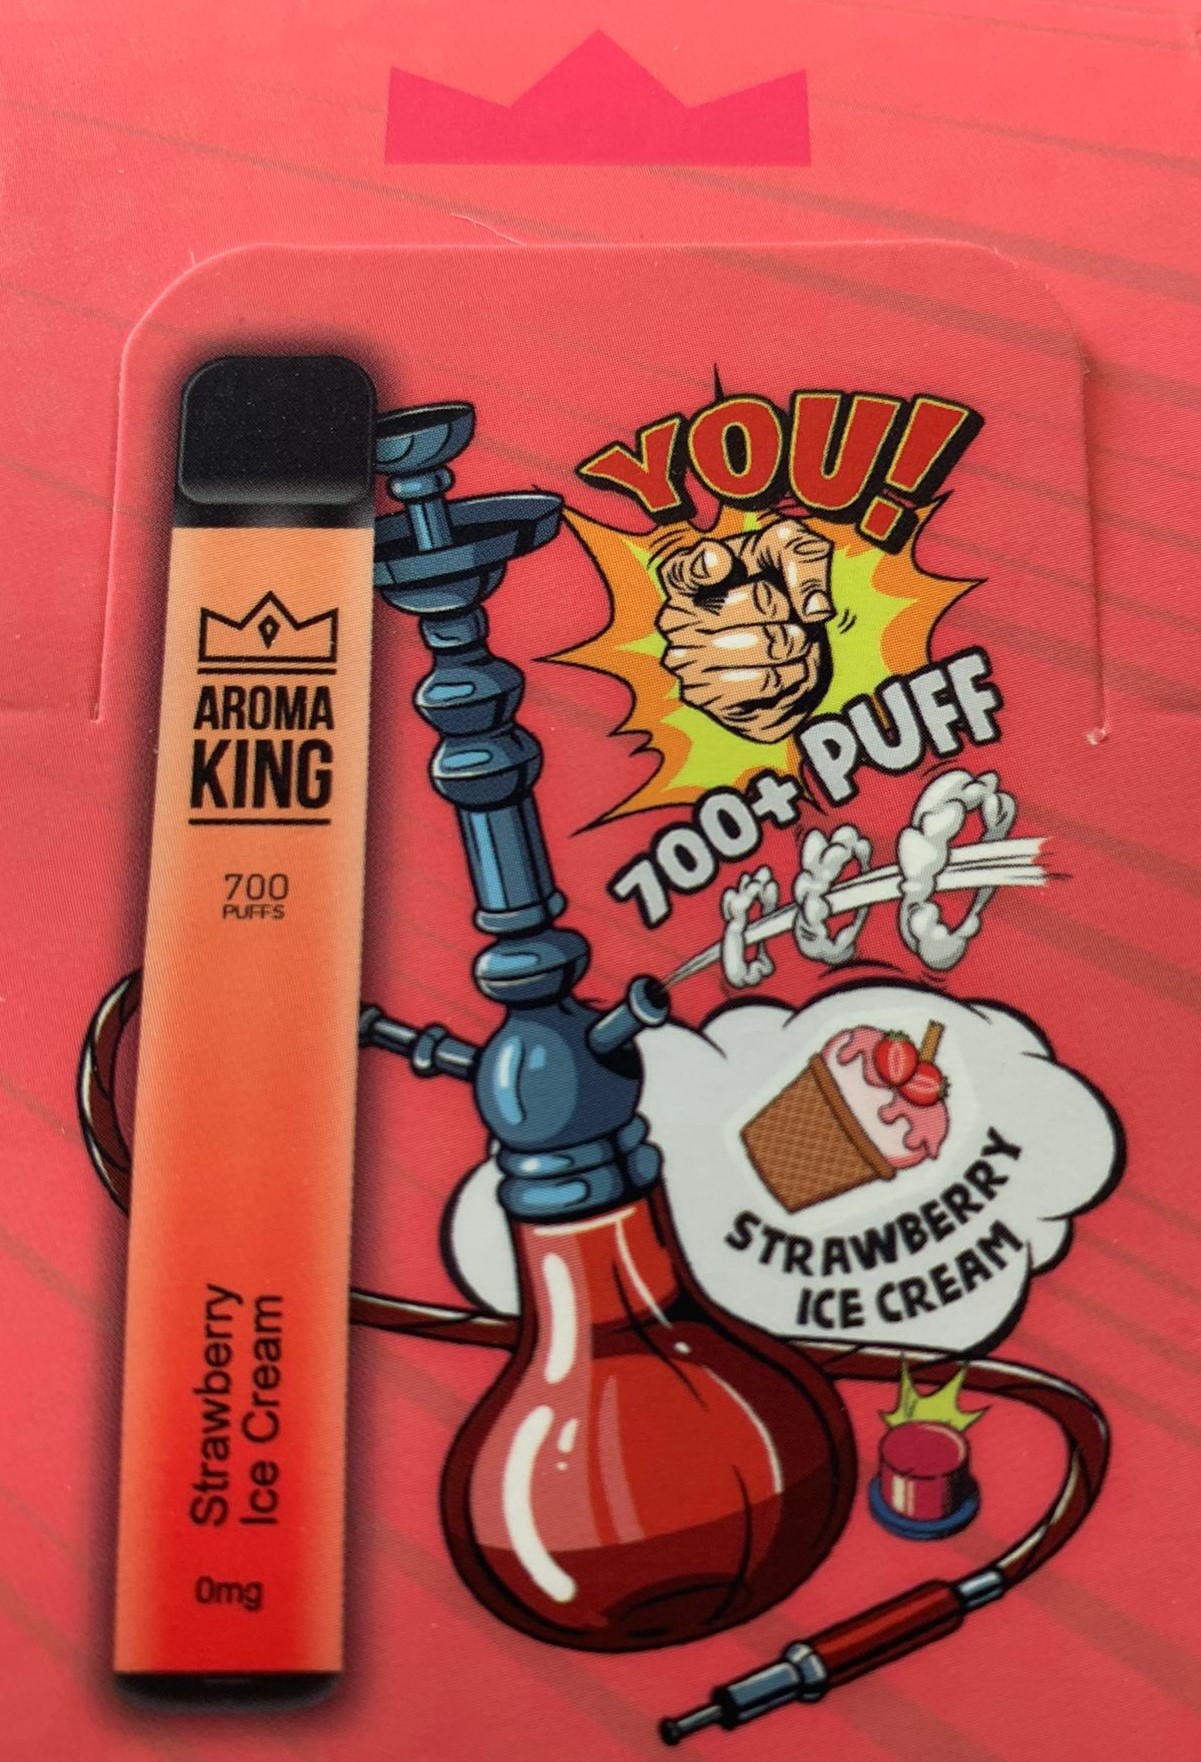 AROMA
KING
700
PUFFS
Strawberry
Ice Cream
0mg
YOU!
700+ PUFF
STRAWBERRY
ICE CREAM